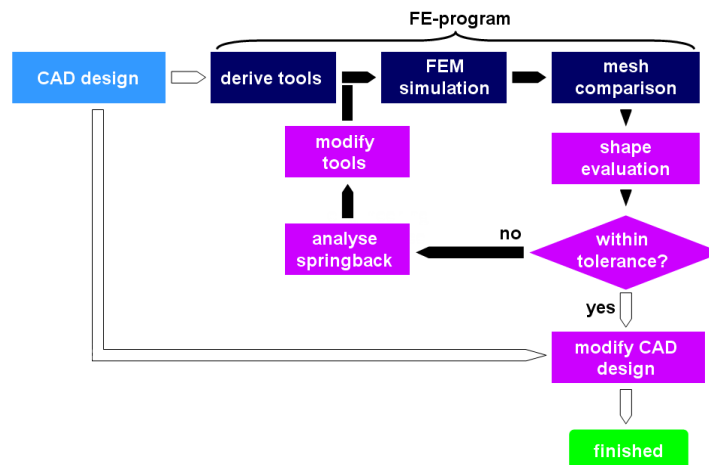 FE-program
CAD design
derive tools
FEM
simulation
mesh
comparison
modify
tools
shape
evaluation
analyse
springback
no
within
tolerance?
yes
modify CAD
design
finished